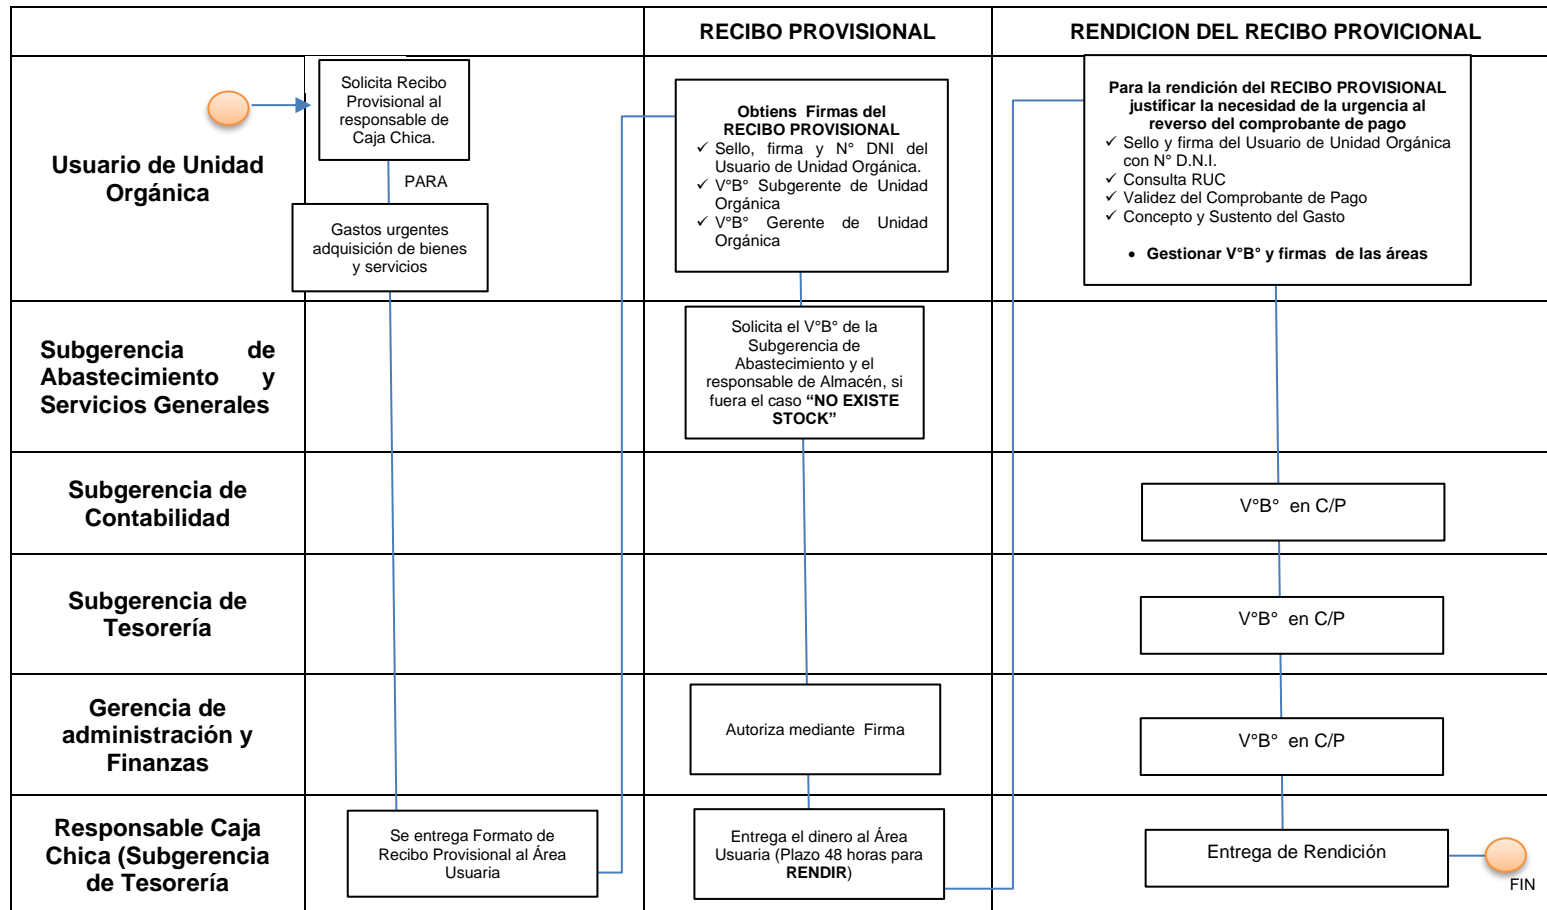 RECIBO PROVISIONAL
RENDICION DEL RECIBO PROVICIONAL
Usuario de Unidad
Orgánica
Solicita Recibo
Provisional al
responsable de
Caja Chica.
PARA
Gastos urgentes
adquisición de bienes
y servicios
Obtiens Firmas del
RECIBO PROVISIONAL
✓ Sello, firma y N° DNI del
Usuario de Unidad Orgánica.
✓ V°B° Subgerente de Unidad
Orgánica
✓ V°B° Gerente de Unidad
Orgánica
Para la rendición del RECIBO PROVISIONAL
justificar la necesidad de la urgencia al
reverso del comprobante de pago
✓ Sello y firma del Usuario de Unidad Orgánica
con N° D.N.I.
✓ Consulta RUC
✓ Validez del Comprobante de Pago
✓ Concepto y Sustento del Gasto
• Gestionar V°B° y firmas de las áreas
Subgerencia de
Abastecimiento y
Servicios Generales
Solicita el V°B° de la
Subgerencia de
Abastecimiento y el
responsable de Almacén, si
fuera el caso “NO EXISTE
STOCK”
Subgerencia de
Contabilidad
V°B° en C/P
Subgerencia de
Tesorería
V°B° en C/P
Gerencia de
administración y
Finanzas
Autoriza mediante Firma
V°B° en C/P
Responsable Caja
Chica (Subgerencia
de Tesorería
Se entrega Formato de
Recibo Provisional al Área
Usuaria
Entrega el dinero al Área
Usuaria (Plazo 48 horas para
RENDIR)
Entrega de Rendición
FIN